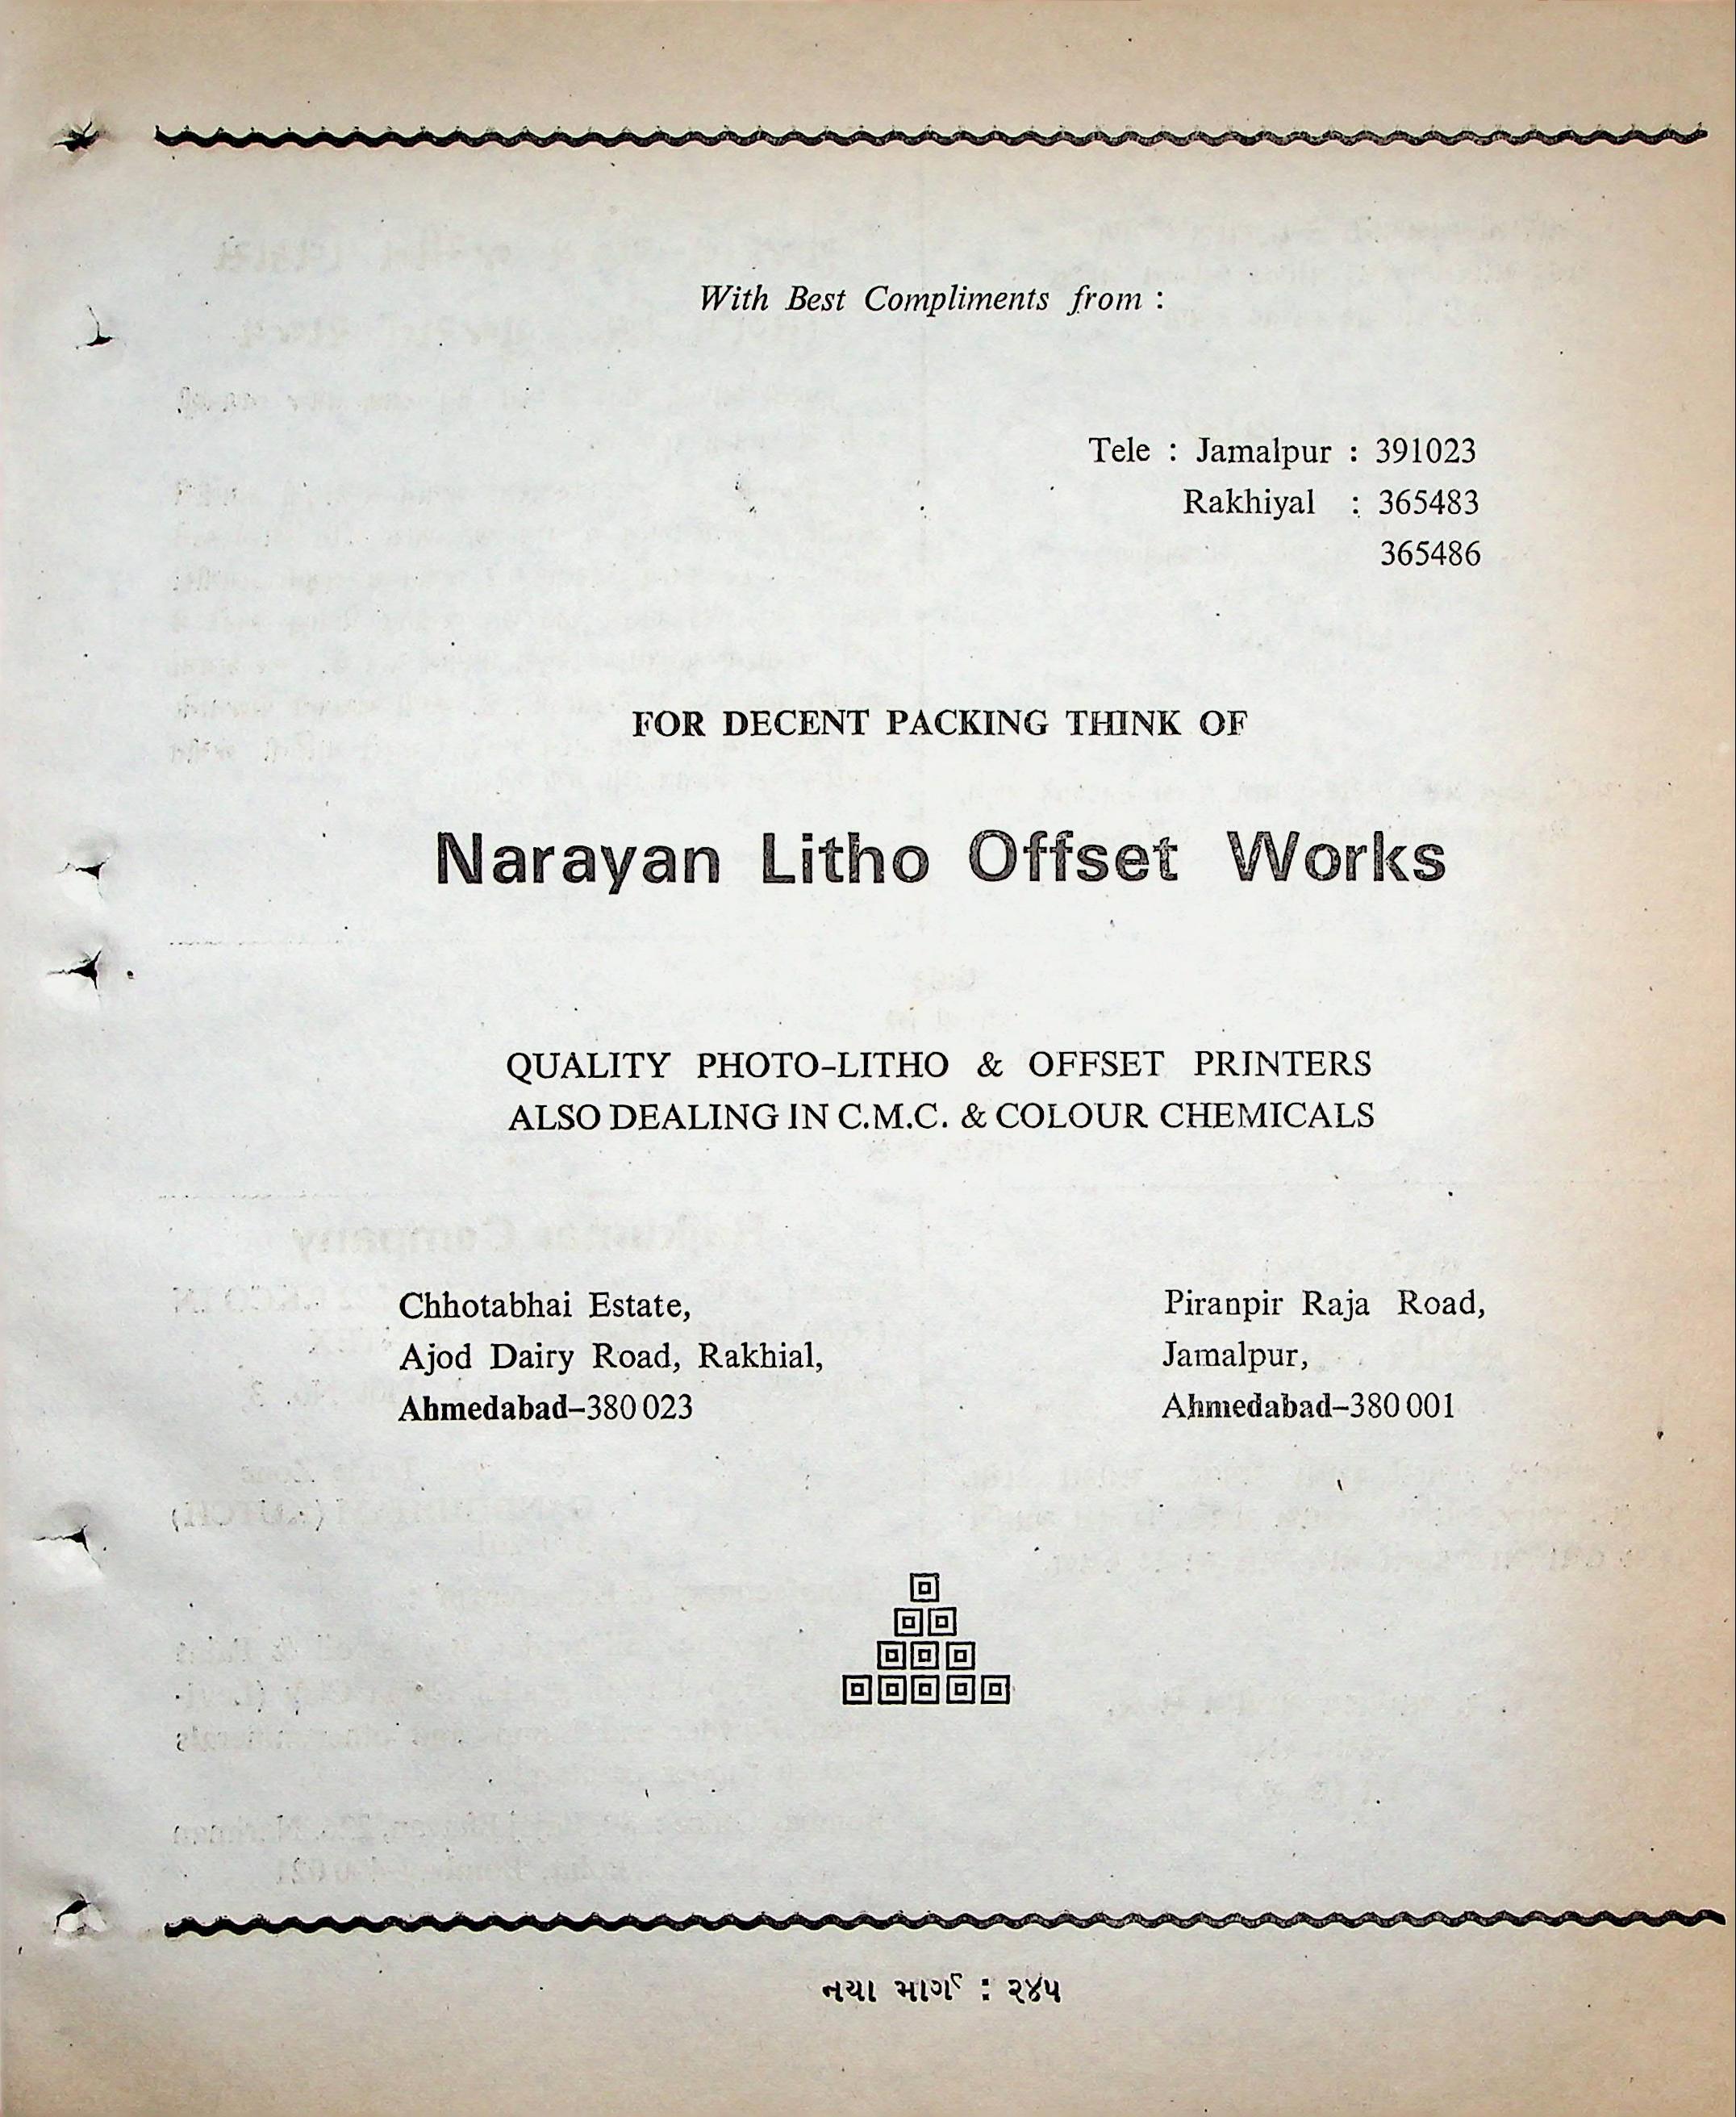 With Best Compliments from :
Tele : Jamalpur : 391023
Rakhiyal : 365483
365486
FOR DECENT PACKING THINK OF
Narayan Litho Offset Works
QUALITY PHOTO-LITHO & OFFSET PRINTERS
ALSO DEALING IN C.M.C. & COLOUR CHEMICALS
Chhotabhai Estate,
Ajod Dairy Road, Rakhial,
Ahmedabad–380 023
Piranpir Raja Road,
Jamalpur,
Ahmedabad–380 001
નયા માર્ગ : ૨૪૫